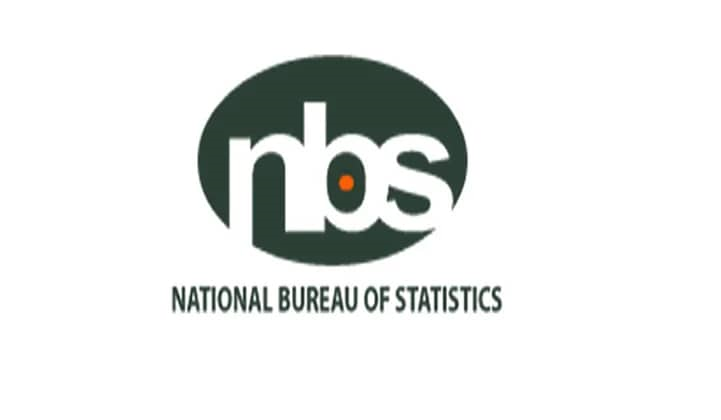 nbs
NATIONAL BUREAU OF STATISTICS